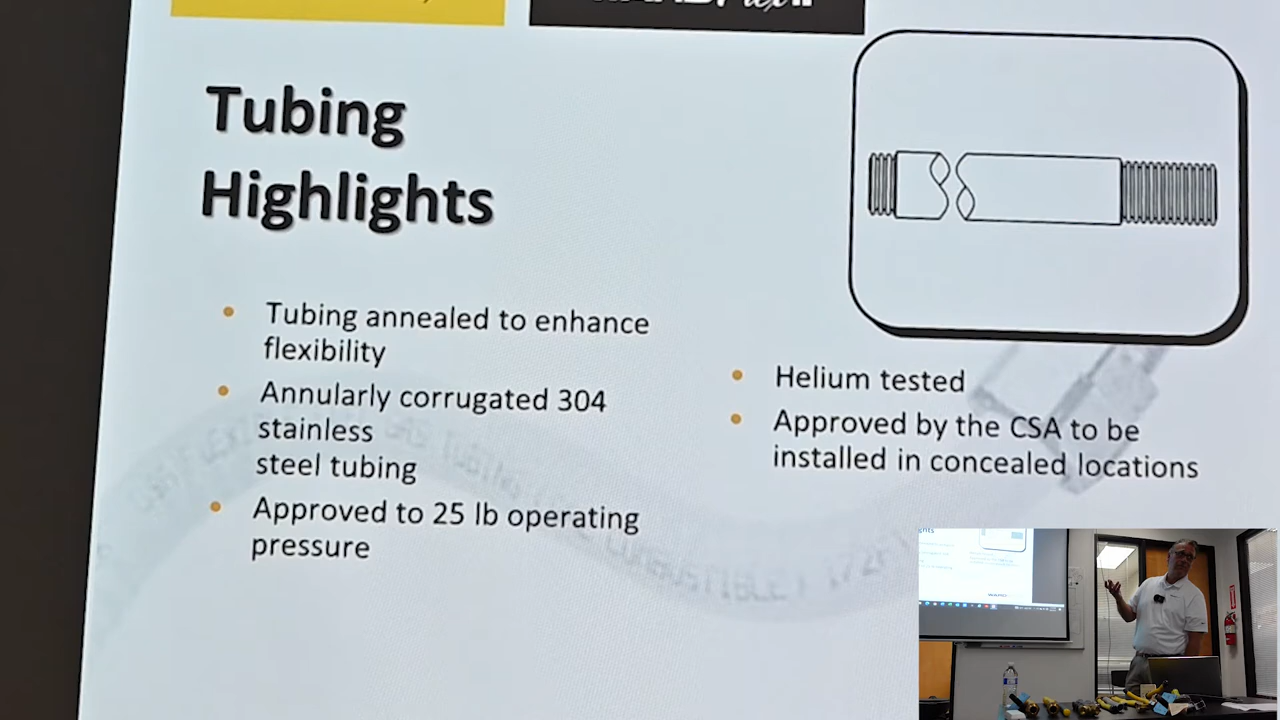 Tubing
Highlights
Tubing annealed to enhance
flexibility
Annularly corrugated 304
stainless
steel tubing
Approved to 25 lb operating
pressure
Helium tested
Approved by the CSA to be
installed in concealed locations